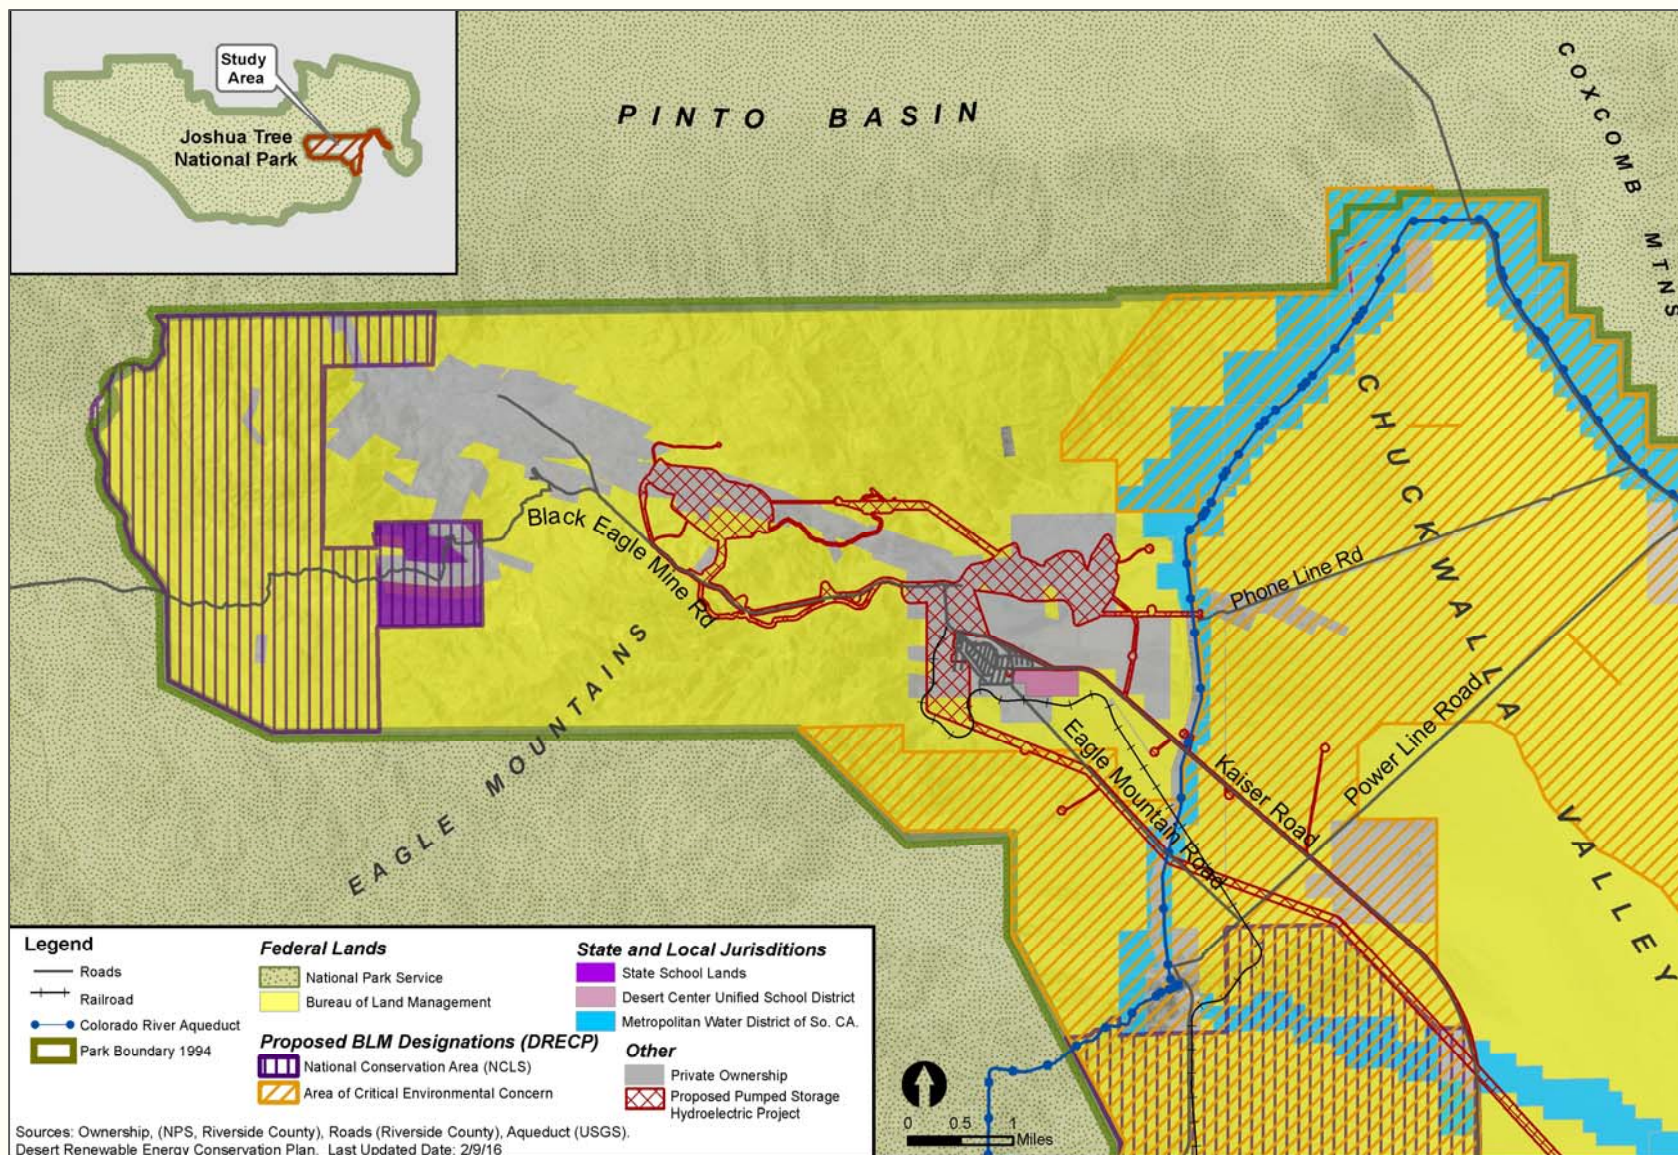 Study
Area
Joshua Tree
National Park
PINTO BASIN
COXCOMB MTNS
CHUCKWALLA VALLEY
Black Eagle Mine Rd
Phone Line Rd
Power Line Road
Kaiser Road
Eagle Mountain Road
EAGLE MOUNTAINS
Legend
Roads
Railroad
Colorado River Aqueduct
Park Boundary 1994
Federal Lands
National Park Service
Bureau of Land Management
Proposed BLM Designations (DRECP)
National Conservation Area (NCLS)
Area of Critical Environmental Concern
State and Local Jurisditions
State School Lands
Desert Center Unified School District
Metropolitan Water District of So. CA.
Other
Private Ownership
Proposed Pumped Storage
Hydroelectric Project
Sources: Ownership, (NPS, Riverside County), Roads (Riverside County), Aqueduct (USGS).
Desert Renewable Energy Conservation Plan. Last Updated Date: 2/9/16
0 0.5 1
Miles